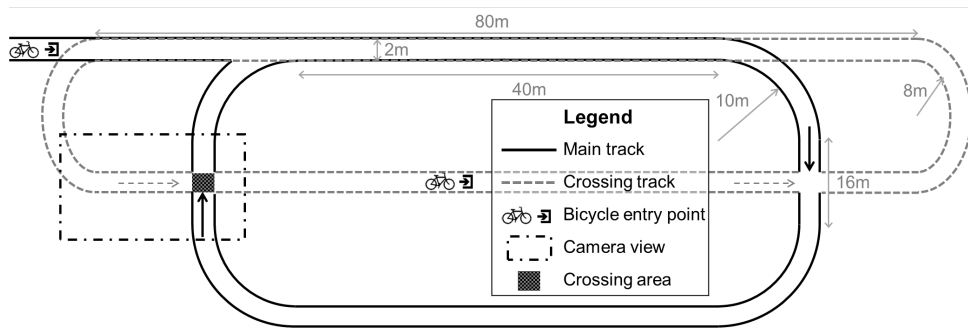 80m
2m
40m
10m
8m
Legend
Main track
Crossing track
16m
Bicycle entry point
Camera view
Crossing area